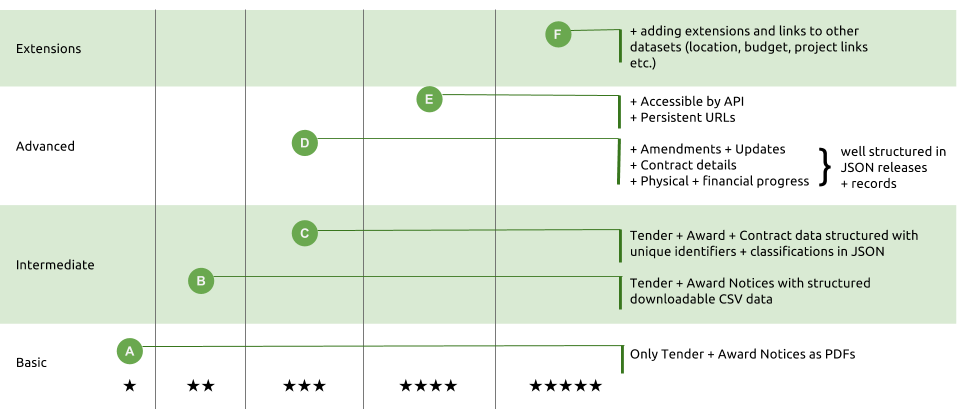 Extensions
F
+ adding extensions and links to other
datasets (location, budget, project links
etc.)
Advanced
E
+ Accessible by API
+ Persistent URLs
D
+ Amendments + Updates
+ Contract details
+ Physical + financial progress
}
well structured in
JSON releases
+ records
Intermediate
C
Tender + Award + Contract data structured with
unique identifiers + classifications in JSON
B
Tender + Award Notices with structured
downloadable CSV data
Basic
A
Only Tender + Award Notices as PDFs
★ ★★ ★★★ ★★★★ ★★★★★